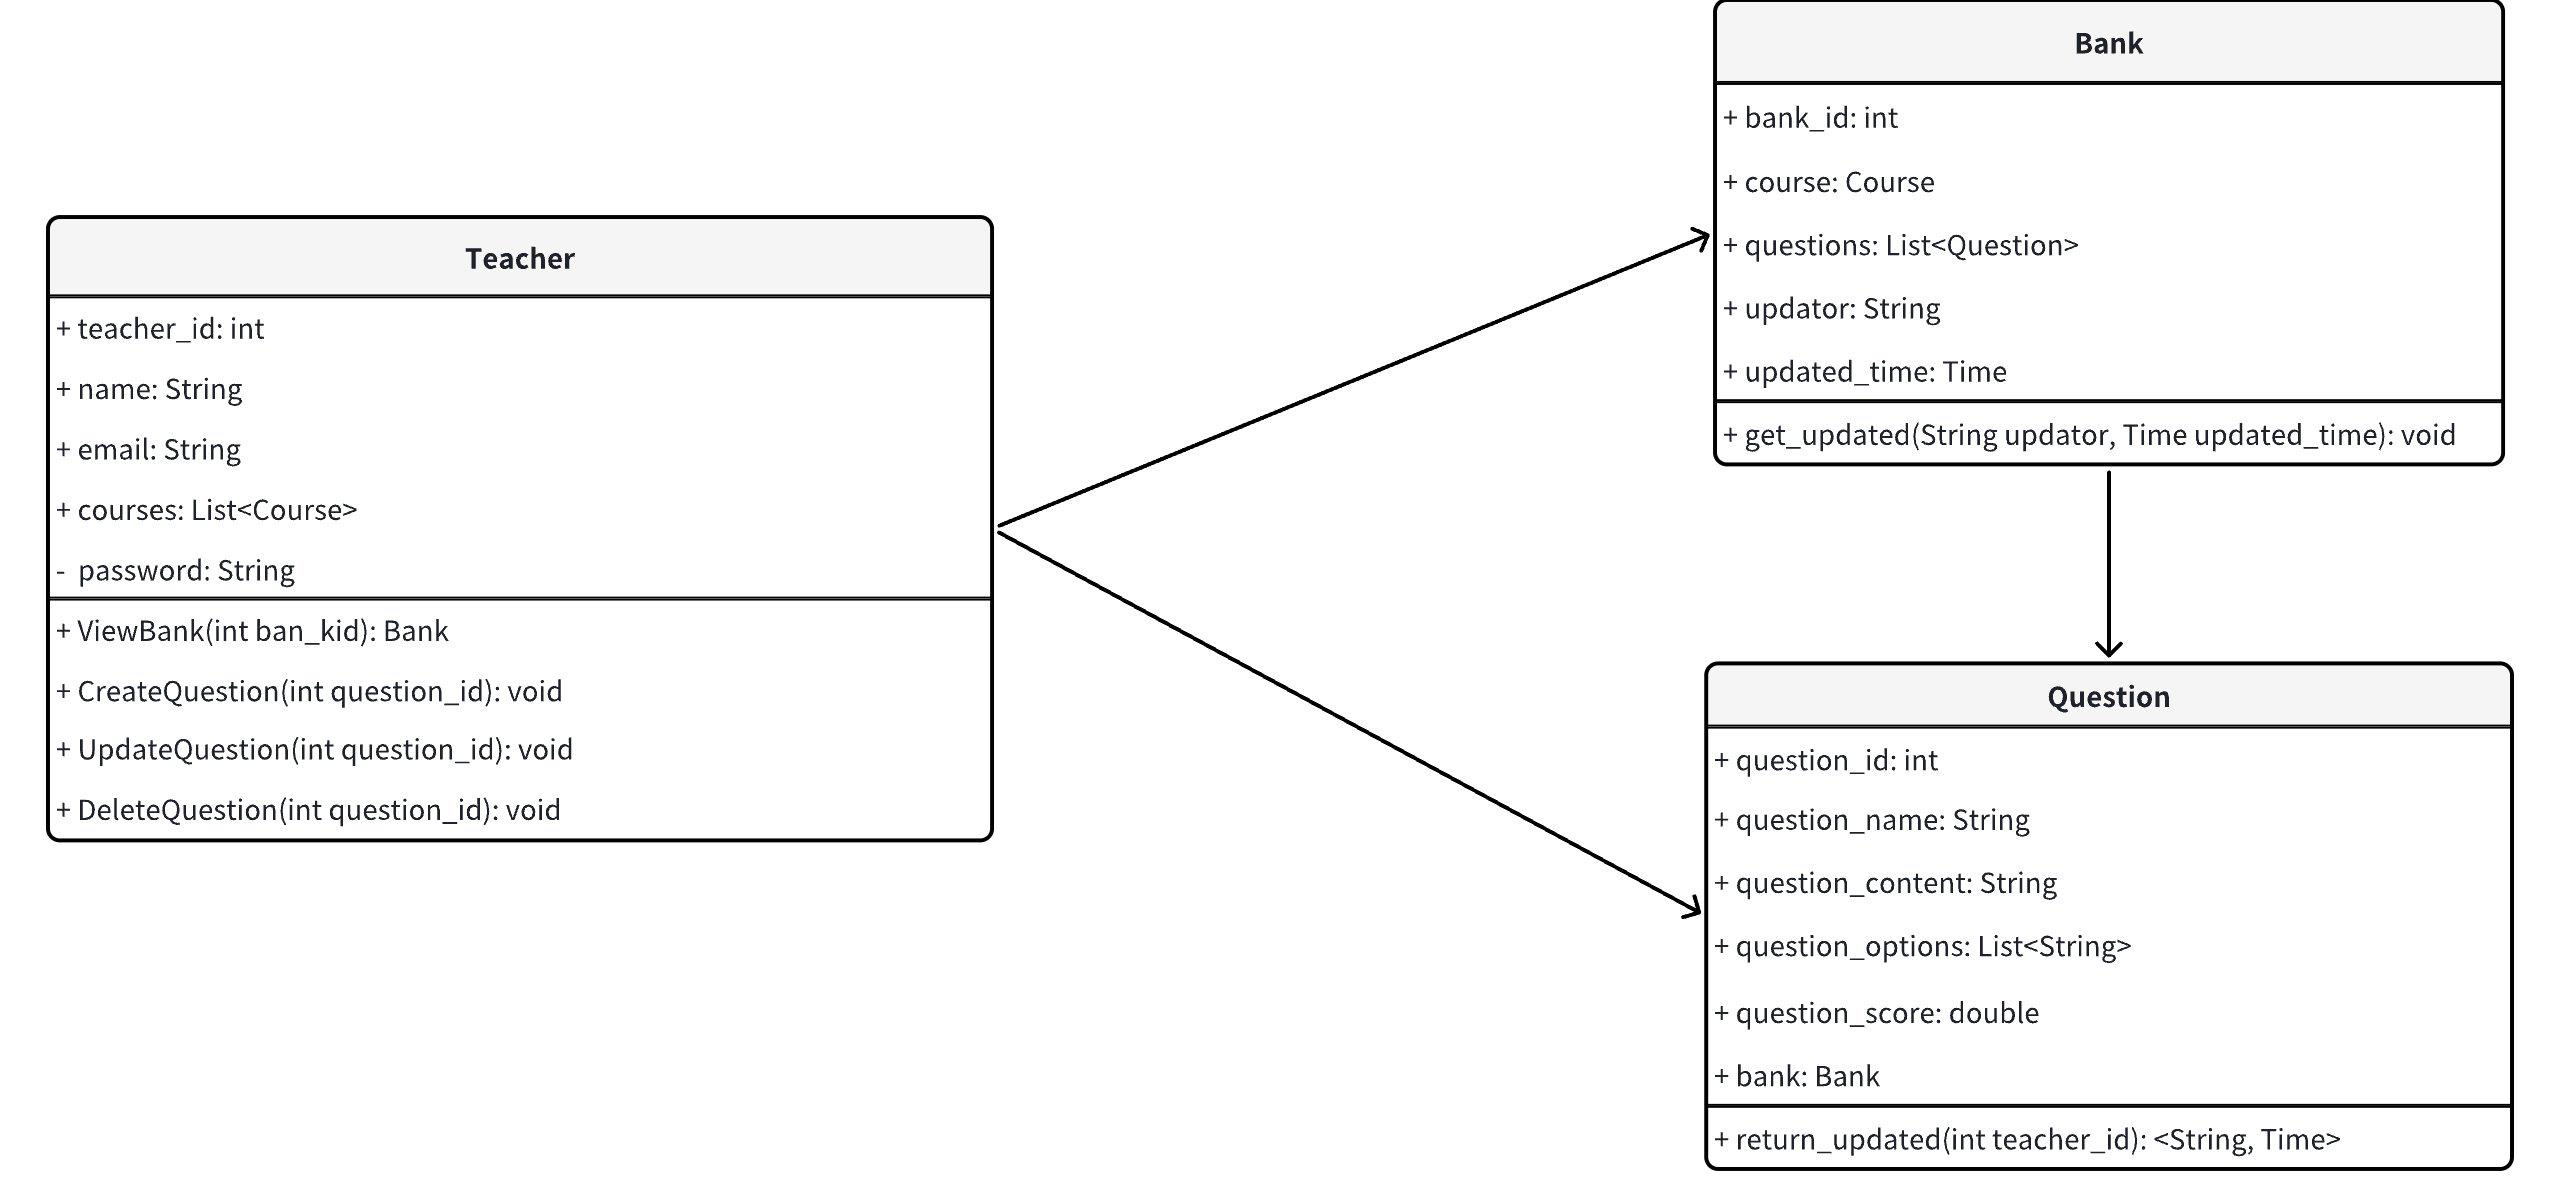 Teacher
+ teacher_id: int
+ name: String
+ email: String
+ courses: List<Course>
- password: String
+ ViewBank(int ban_kid): Bank
+ CreateQuestion(int question_id): void
+ UpdateQuestion(int question_id): void
+ DeleteQuestion(int question_id): void
Bank
+ bank_id: int
+ course: Course
+ questions: List<Question>
+ updator: String
+ updated_time: Time
+ get_updated(String updator, Time updated_time): void
Question
+ question_id: int
+ question_name: String
+ question_content: String
+ question_options: List<String>
+ question_score: double
+ bank: Bank
+ return_updated(int teacher_id): <String, Time>